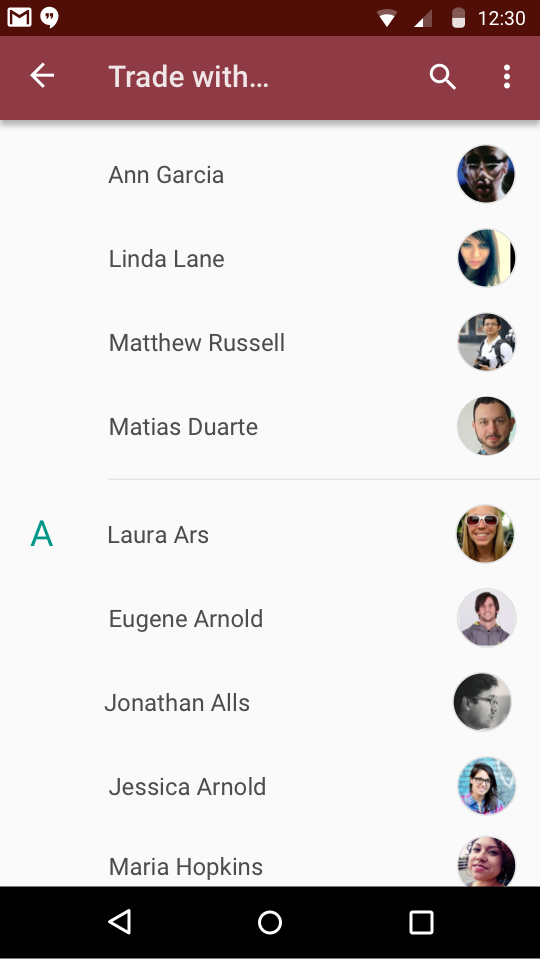 12:30
Trade with...
Ann Garcia
Linda Lane
Matthew Russell
Matias Duarte
A
Laura Ars
Eugene Arnold
Jonathan Alls
Jessica Arnold
Maria Hopkins